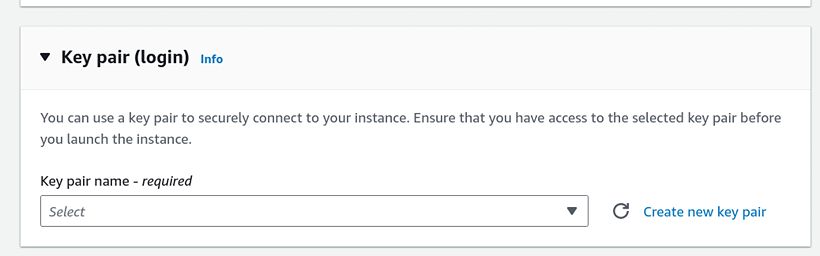 Key pair (login) Info
You can use a key pair to securely connect to your instance. Ensure that you have access to the selected key pair before
you launch the instance.
Key pair name - required
Select
Create new key pair